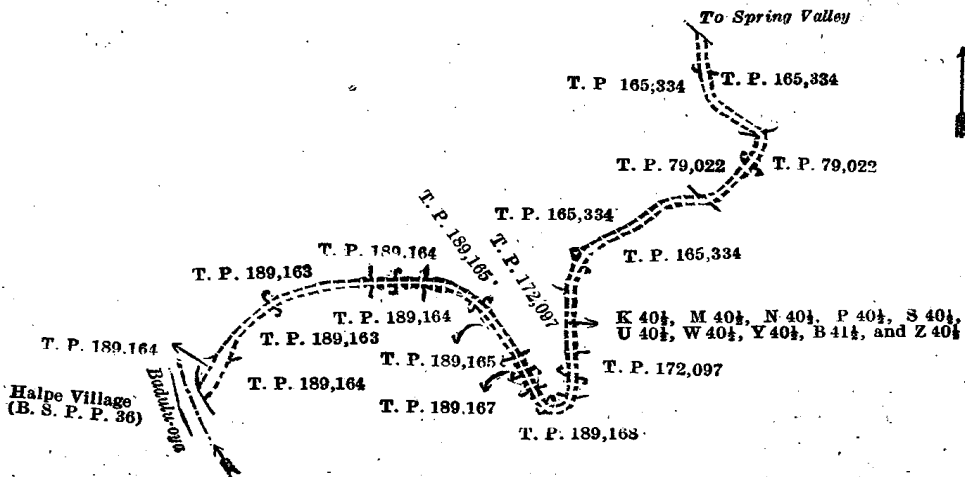 To Spring Valley
T. P 165,334
T. P. 165,334
T. P. 79,022
T. P. 79,022
T. P. 165,334
T. P. 165,334
T. P. 189,165
T. P. 172,097
T. P. 189,164
T. P. 189,163
T. P. 189,164
T. P. 189,163
T. P. 189,164
T. P. 189,164
T. P. 189,165
T. P. 189.167
T. P. 189,168
T. P. 172,097
K 40½, M 40½, N 40½, P 40½, S 40½,
U 40½, W 40½, Y 40½, B 41½, and Z 40½
Halpe Village
(B. S. P. P. 36)
Badulu-oya